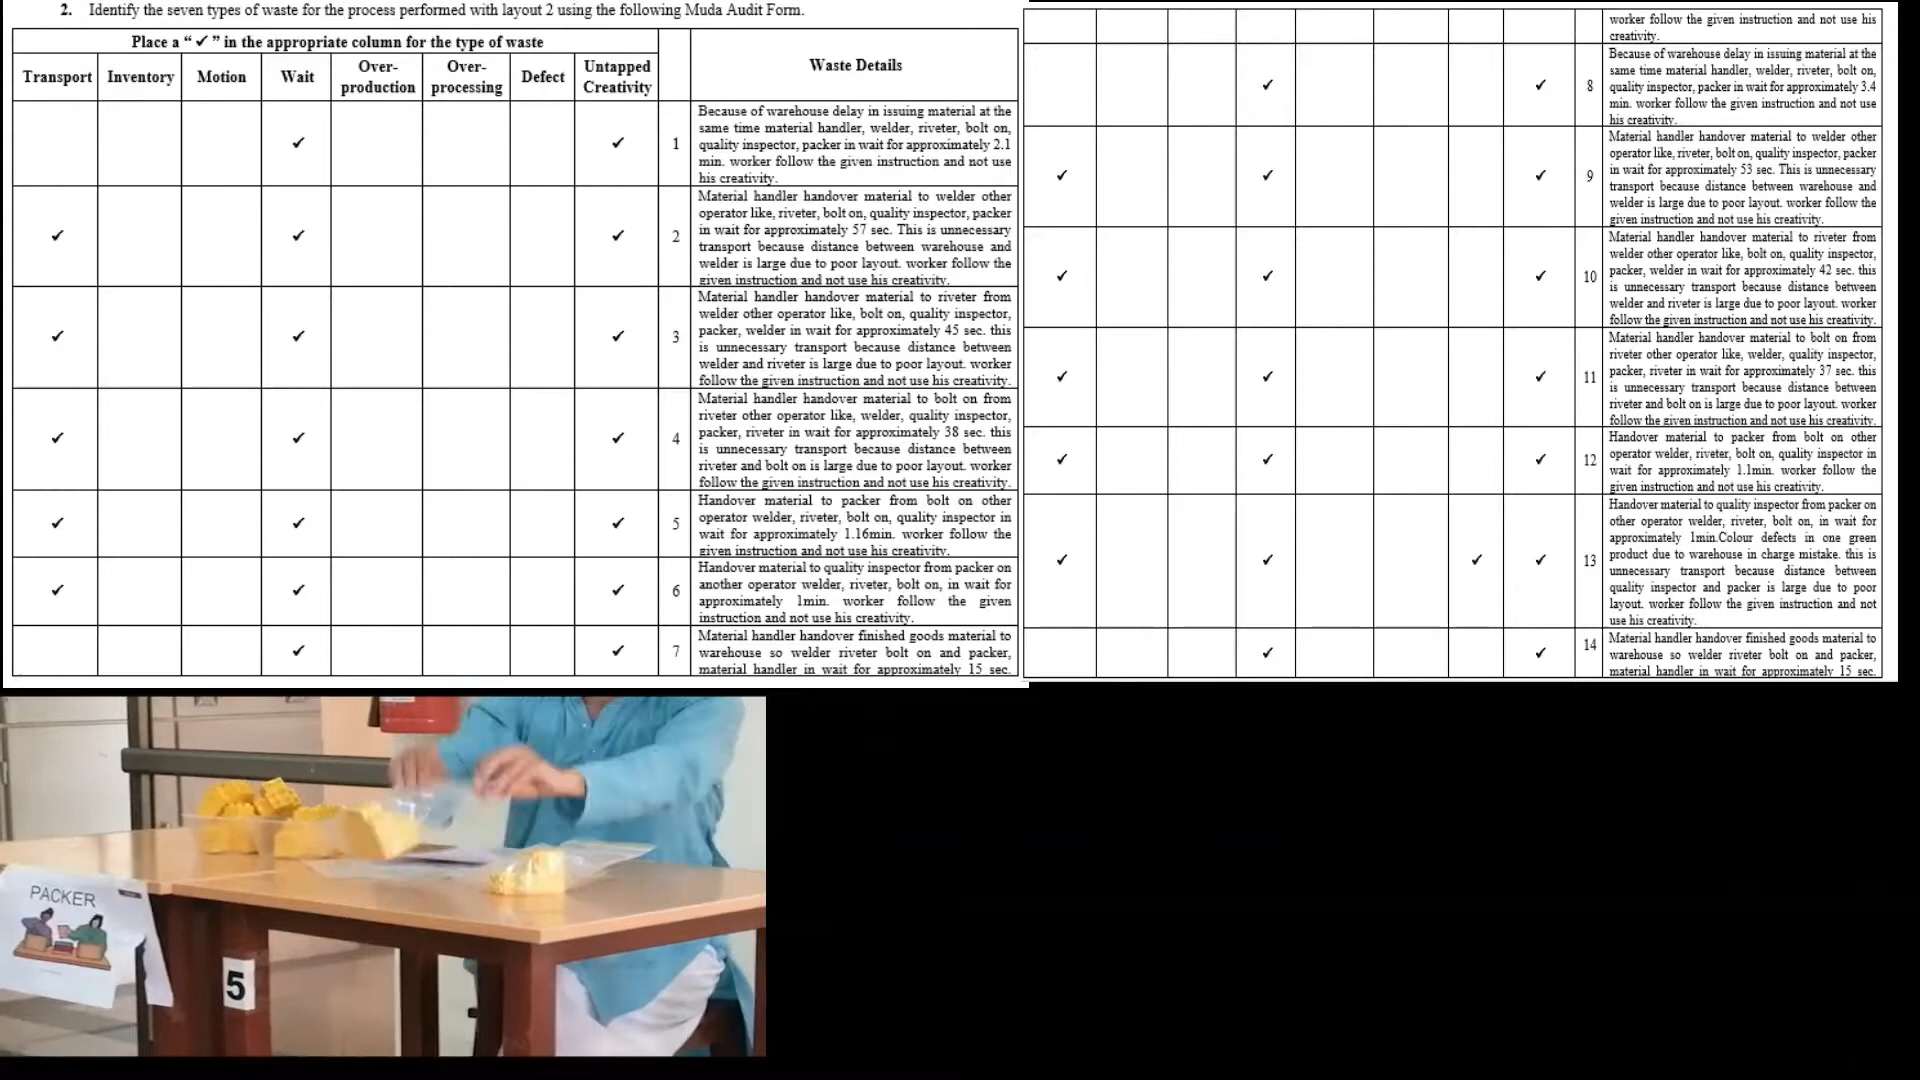 2. Identify the seven types of waste for the process performed with layout 2 using the following Muda Audit Form.
Place a “ ✓ ” in the appropriate column for the type of waste
Waste Details
Transport Inventory Motion Wait Over-production Over-processing Defect Untapped Creativity
✓ ✓ 1
Because of warehouse delay in issuing material at the
same time material handler, welder, riveter, bolt on,
quality inspector, packer in wait for approximately 2.1
min. worker follow the given instruction and not use
his creativity.
✓ ✓ ✓ 2
Material handler handover material to welder other
operator like, riveter, bolt on, quality inspector, packer
in wait for approximately 57 sec. This is unnecessary
transport because distance between warehouse and
welder is large due to poor layout. worker follow the
given instruction and not use his creativity.
✓ ✓ ✓ 3
Material handler handover material to riveter from
welder other operator like, bolt on, quality inspector,
packer, welder in wait for approximately 45 sec. this
is unnecessary transport because distance between
welder and riveter is large due to poor layout. worker
follow the given instruction and not use his creativity.
✓ ✓ ✓ 4
Material handler handover material to bolt on from
riveter other operator like, welder, quality inspector,
packer, riveter in wait for approximately 38 sec. this
is unnecessary transport because distance between
riveter and bolt on is large due to poor layout. worker
follow the given instruction and not use his creativity.
✓ ✓ ✓ 5
Handover material to packer from bolt on other
operator welder, riveter, bolt on, quality inspector in
wait for approximately 1.16min. worker follow the
given instruction and not use his creativity.
✓ ✓ ✓ 6
Handover material to quality inspector from packer on
another operator welder, riveter, bolt on, in wait for
approximately 1min. worker follow the given
instruction and not use his creativity.
✓ ✓ 7
Material handler handover finished goods material to
warehouse so welder riveter bolt on and packer,
material handler in wait for approximately 15 sec.
worker follow the given instruction and not use his
creativity.
✓ ✓ 8
Because of warehouse delay in issuing material at the
same time material handler, welder, riveter, bolt on,
quality inspector, packer in wait for approximately 3.4
min. worker follow the given instruction and not use
his creativity.
✓ ✓ ✓ 9
Material handler handover material to welder other
operator like, riveter, bolt on, quality inspector, packer
in wait for approximately 53 sec. This is unnecessary
transport because distance between warehouse and
welder is large due to poor layout. worker follow the
given instruction and not use his creativity.
✓ ✓ ✓ 10
Material handler handover material to riveter from
welder other operator like, bolt on, quality inspector,
packer, welder in wait for approximately 42 sec. this
is unnecessary transport because distance between
welder and riveter is large due to poor layout. worker
follow the given instruction and not use his creativity.
✓ ✓ ✓ 11
Material handler handover material to bolt on from
riveter other operator like, welder, quality inspector,
packer, riveter in wait for approximately 37 sec. this
is unnecessary transport because distance between
riveter and bolt on is large due to poor layout. worker
follow the given instruction and not use his creativity.
✓ ✓ ✓ 12
Handover material to packer from bolt on other
operator welder, riveter, bolt on, quality inspector in
wait for approximately 1.1min. worker follow the
given instruction and not use his creativity.
✓ ✓ ✓ ✓ 13
Handover material to quality inspector from packer on
other operator welder, riveter, bolt on, in wait for
approximately 1min.Colour defects in one green
product due to warehouse in charge mistake. this is
unnecessary transport because distance between
quality inspector and packer is large due to poor
layout. worker follow the given instruction and not
use his creativity.
✓ ✓ 14
Material handler handover finished goods material to
warehouse so welder riveter bolt on and packer,
material handler in wait for approximately 15 sec.
PACKER
5